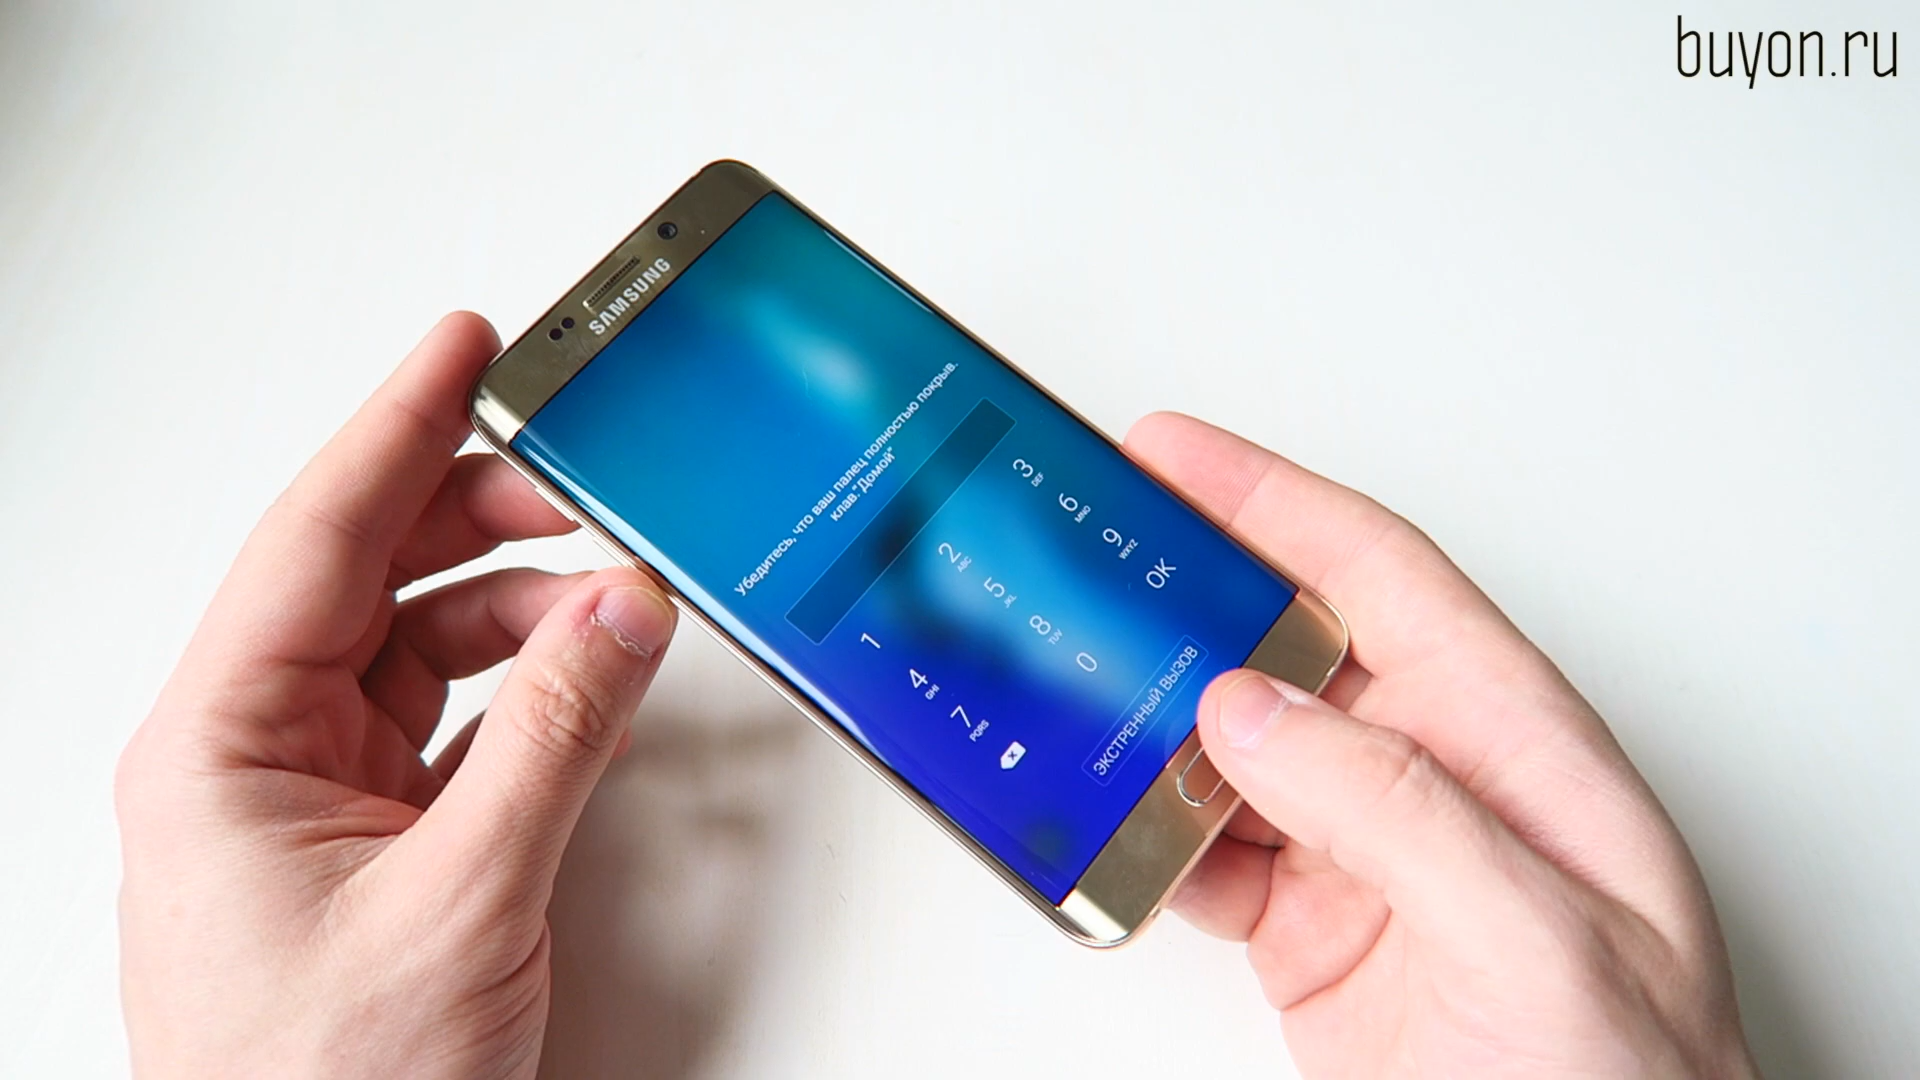 buyon.ru
SAMSUNG
Убедитесь, что ваш палец полностью покрыв.
клав."Домой"
1 2 ABC 3 DEF
4 GHI 5 JKL 6 MNO
7 PQRS 8 TUV 9 WXYZ
0 OK
ЭКСТРЕННЫЙ ВЫЗОВ